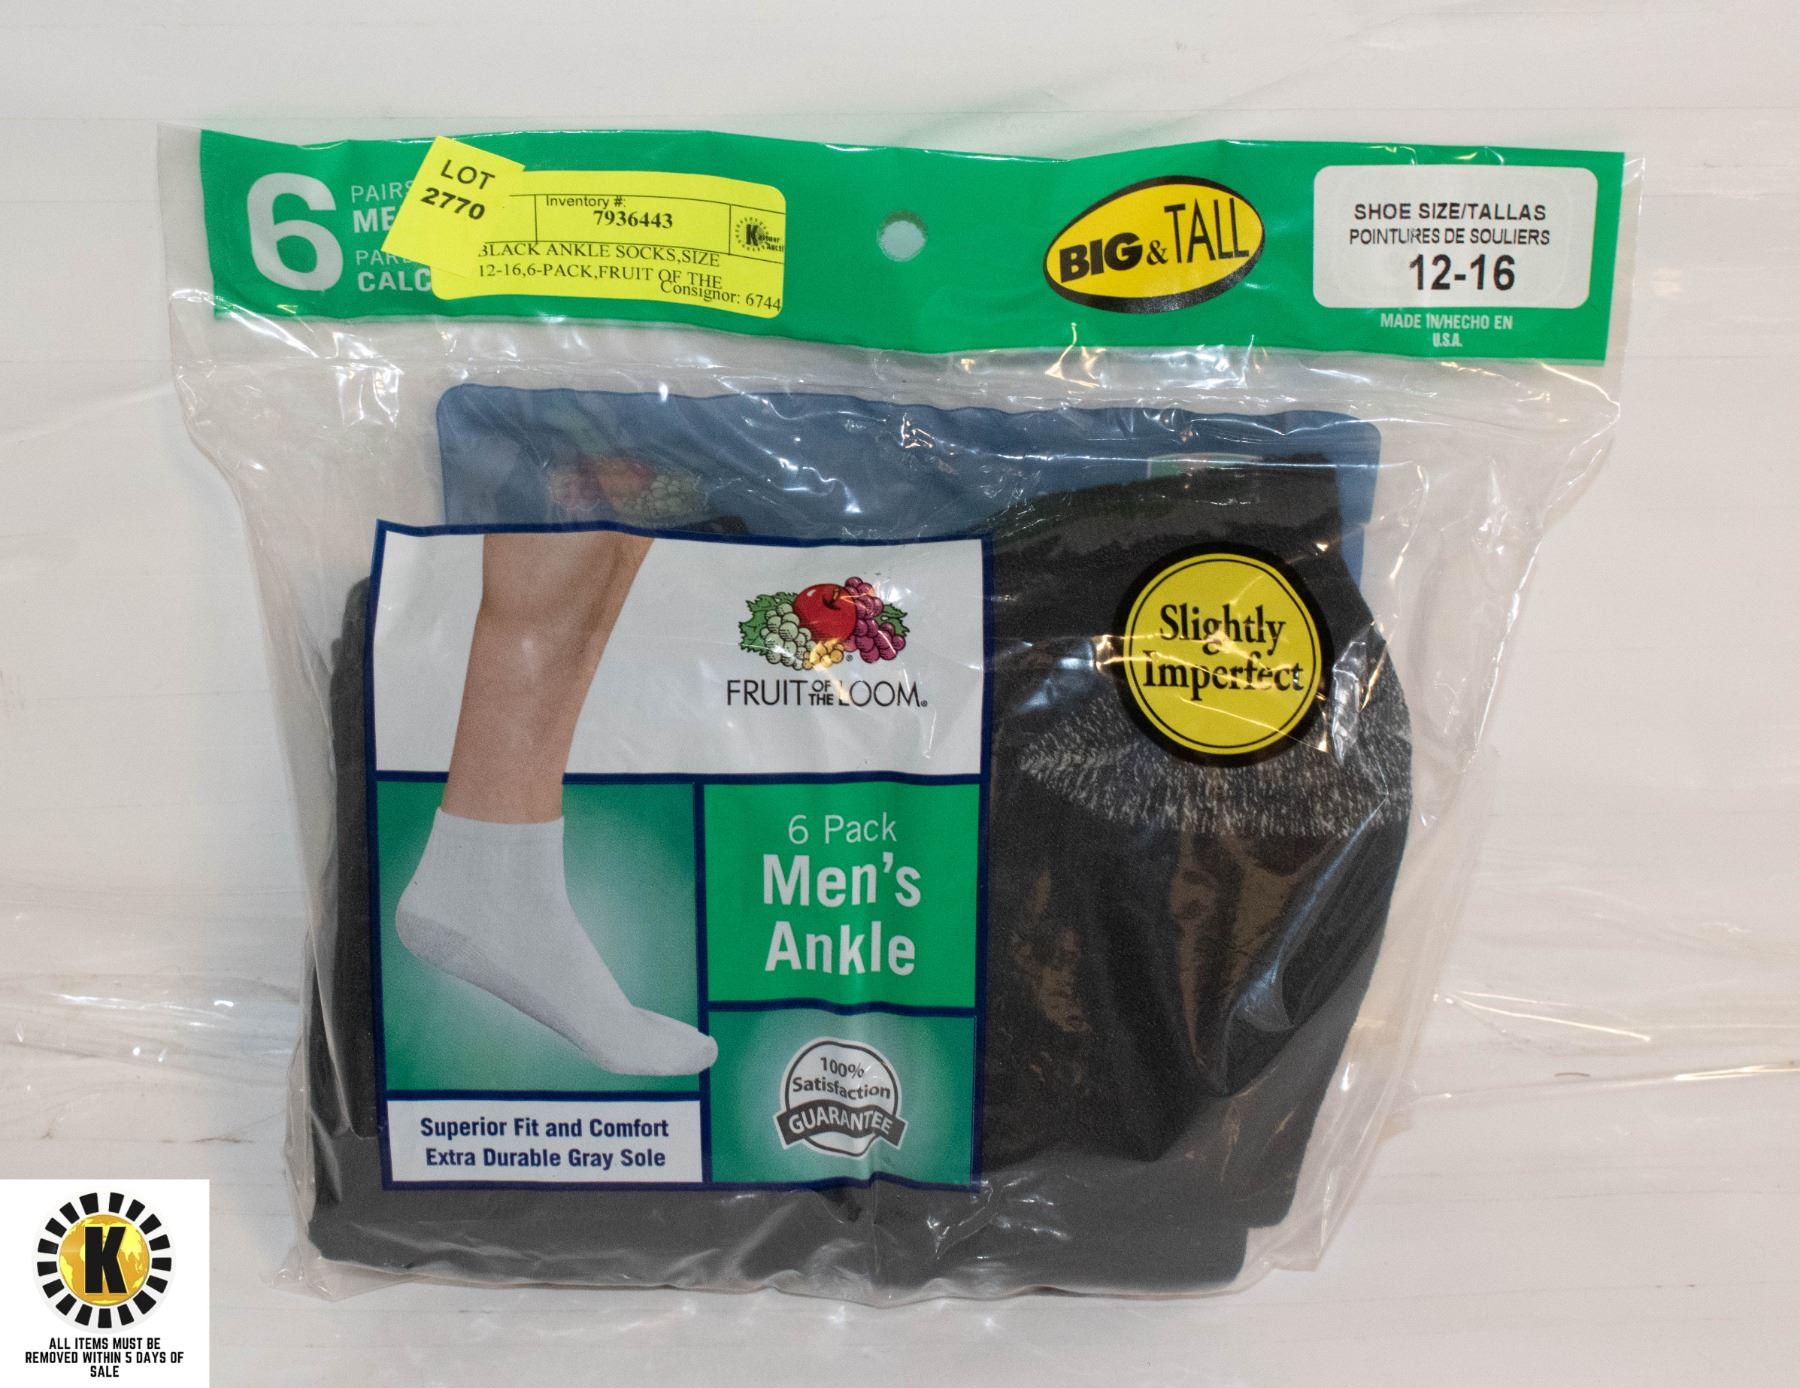 6
PAIRS
CALC
LOT
2770
Inventory #:
7936443
BLACK ANKLE SOCKS,SIZE
12-16,6-PACK,FRUIT OF THE
Consignor: 6744
BIG & TALL
SHOE SIZE/TALLAS
POINTURES DE SOULIERS
12-16
MADE IN/HECHO EN
U.S.A.
FRUIT OF THE LOOM®
Slightly
Imperfect
6 Pack
Men's
Ankle
100%
Satisfaction
GUARANTEE
Superior Fit and Comfort
Extra Durable Gray Sole
K
ALL ITEMS MUST BE
REMOVED WITHIN 5 DAYS OF
SALE